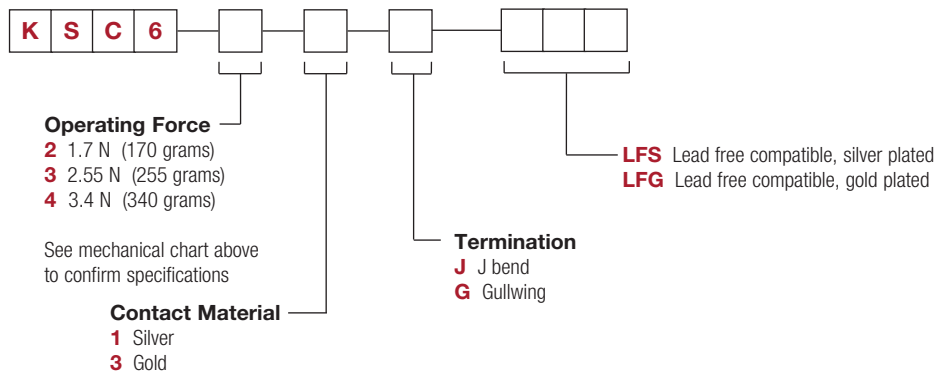 K S C 6
Operating Force
2 1.7 N (170 grams)
3 2.55 N (255 grams)
4 3.4 N (340 grams)
See mechanical chart above
to confirm specifications
Contact Material
1 Silver
3 Gold
Termination
J J bend
G Gullwing
LFS Lead free compatible, silver plated
LFG Lead free compatible, gold plated